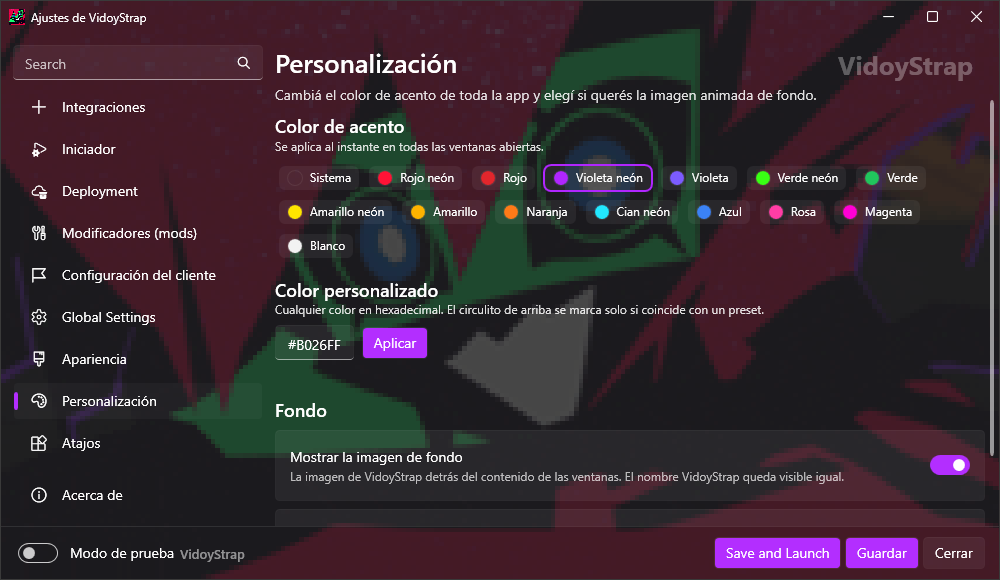 Ajustes de VidoyStrap
Search
Integraciones
Iniciador
Deployment
Modificadores (mods)
Configuración del cliente
Global Settings
Apariencia
Personalización
Atajos
Acerca de
Personalización
VidoyStrap
Cambiá el color de acento de toda la app y elegí si querés la imagen animada de fondo.
Color de acento
Se aplica al instante en todas las ventanas abiertas.
Sistema Rojo neón Rojo Violeta neón Violeta Verde neón Verde
Amarillo neón Amarillo Naranja Cian neón Azul Rosa Magenta
Blanco
Color personalizado
Cualquier color en hexadecimal. El circulito de arriba se marca solo si coincide con un preset.
#B026FF Aplicar
Fondo
Mostrar la imagen de fondo
La imagen de VidoyStrap detrás del contenido de las ventanas. El nombre VidoyStrap queda visible igual.
Modo de prueba VidoyStrap
Save and Launch Guardar Cerrar